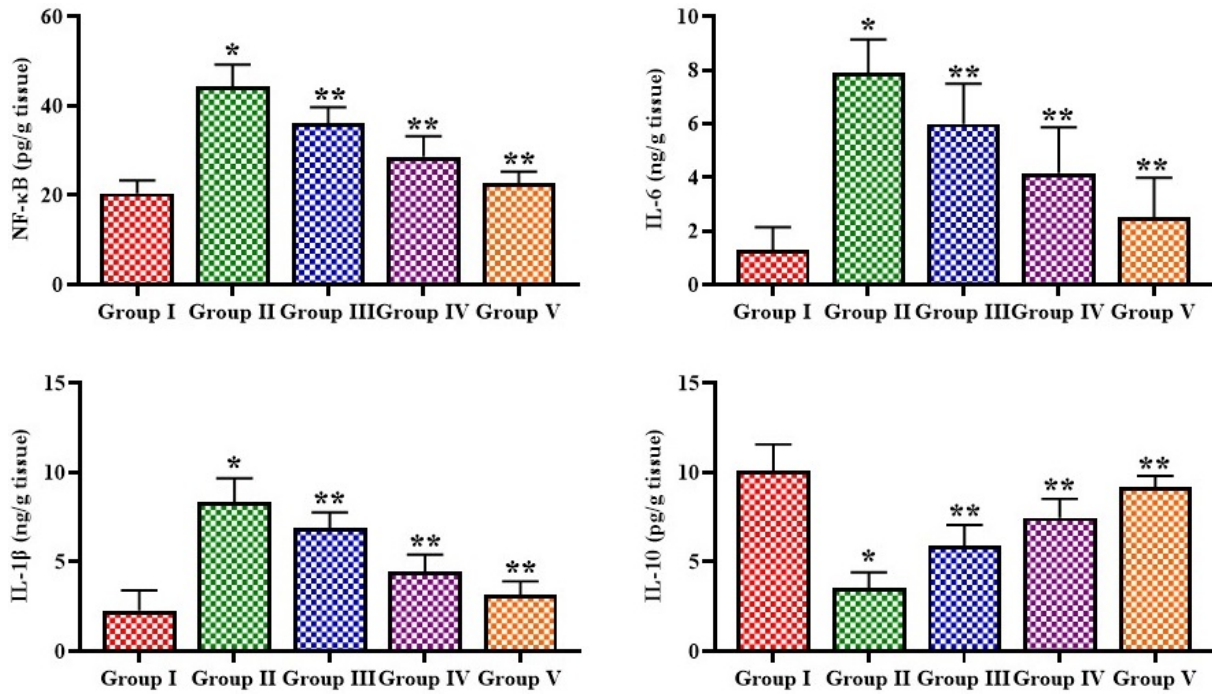 NF-κB (pg/g tissue)
60
40
20
0
* ** ** **
Group I Group II Group III Group IV Group V
IL-6 (ng/g tissue)
10
8
6
4
2
0
* ** ** **
Group I Group II Group III Group IV Group V
IL-1β (ng/g tissue)
15
10
5
0
* ** ** **
Group I Group II Group III Group IV Group V
IL-10 (pg/g tissue)
15
10
5
0
* ** ** **
Group I Group II Group III Group IV Group V